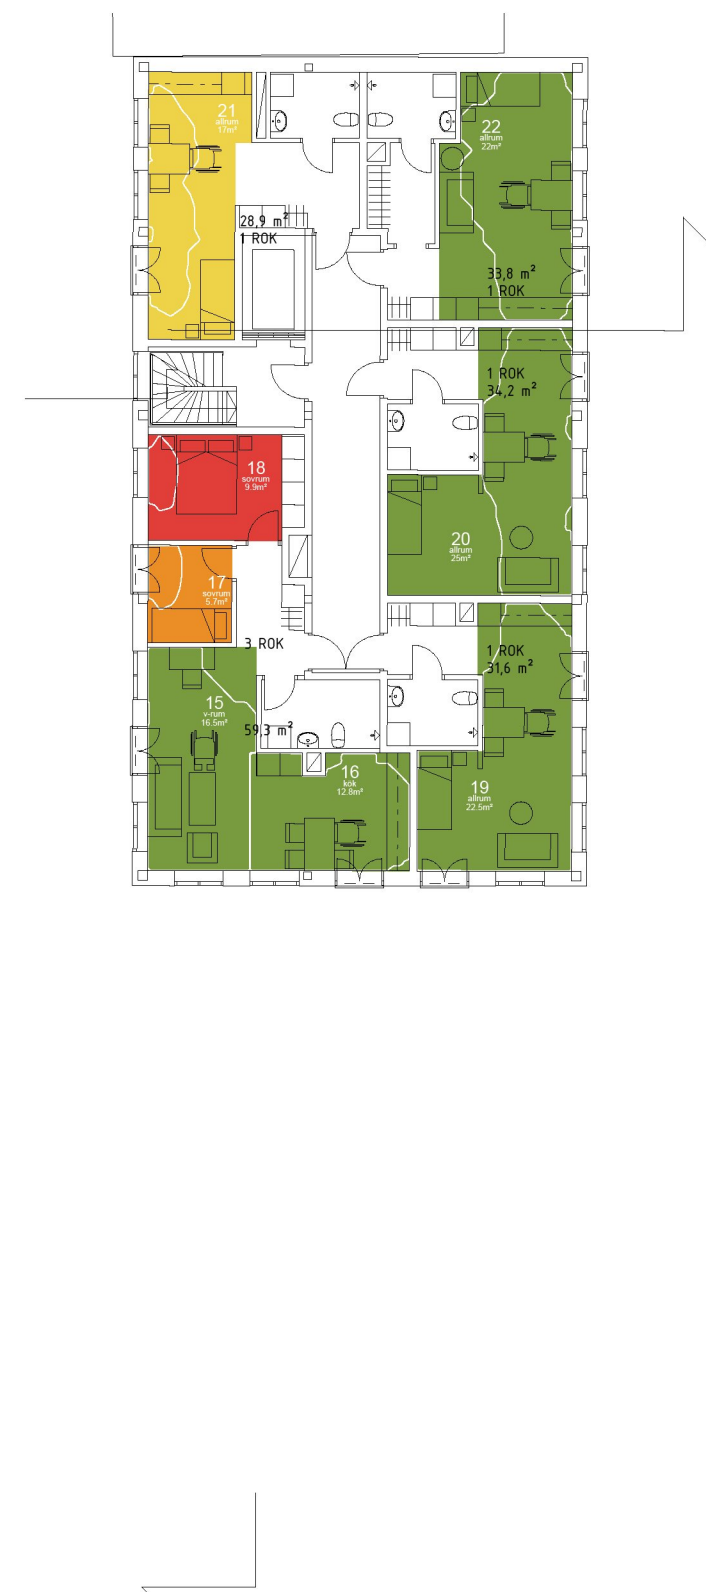 21
allrum
17m²
22
allrum
22m²
28,9 m²
1 ROK
33,8 m²
1 ROK
1 ROK
34,2 m²
18
sovrum
9.9m²
20
allrum
25m²
17
sovrum
5.7m²
3 ROK
1 ROK
31,6 m²
15
v-rum
16.5m²
59,3 m²
16
kök
12.8m²
19
allrum
22.5m²